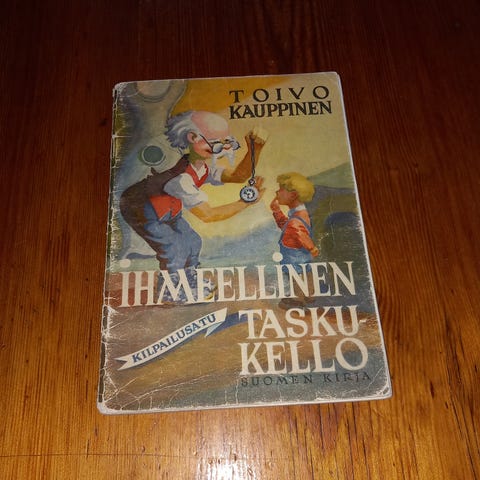 TOIVO
KAUPPINEN
IHMEELLINEN
KILPAILUSATU
TASKU-
KELLO
SUOMEN KIRJA